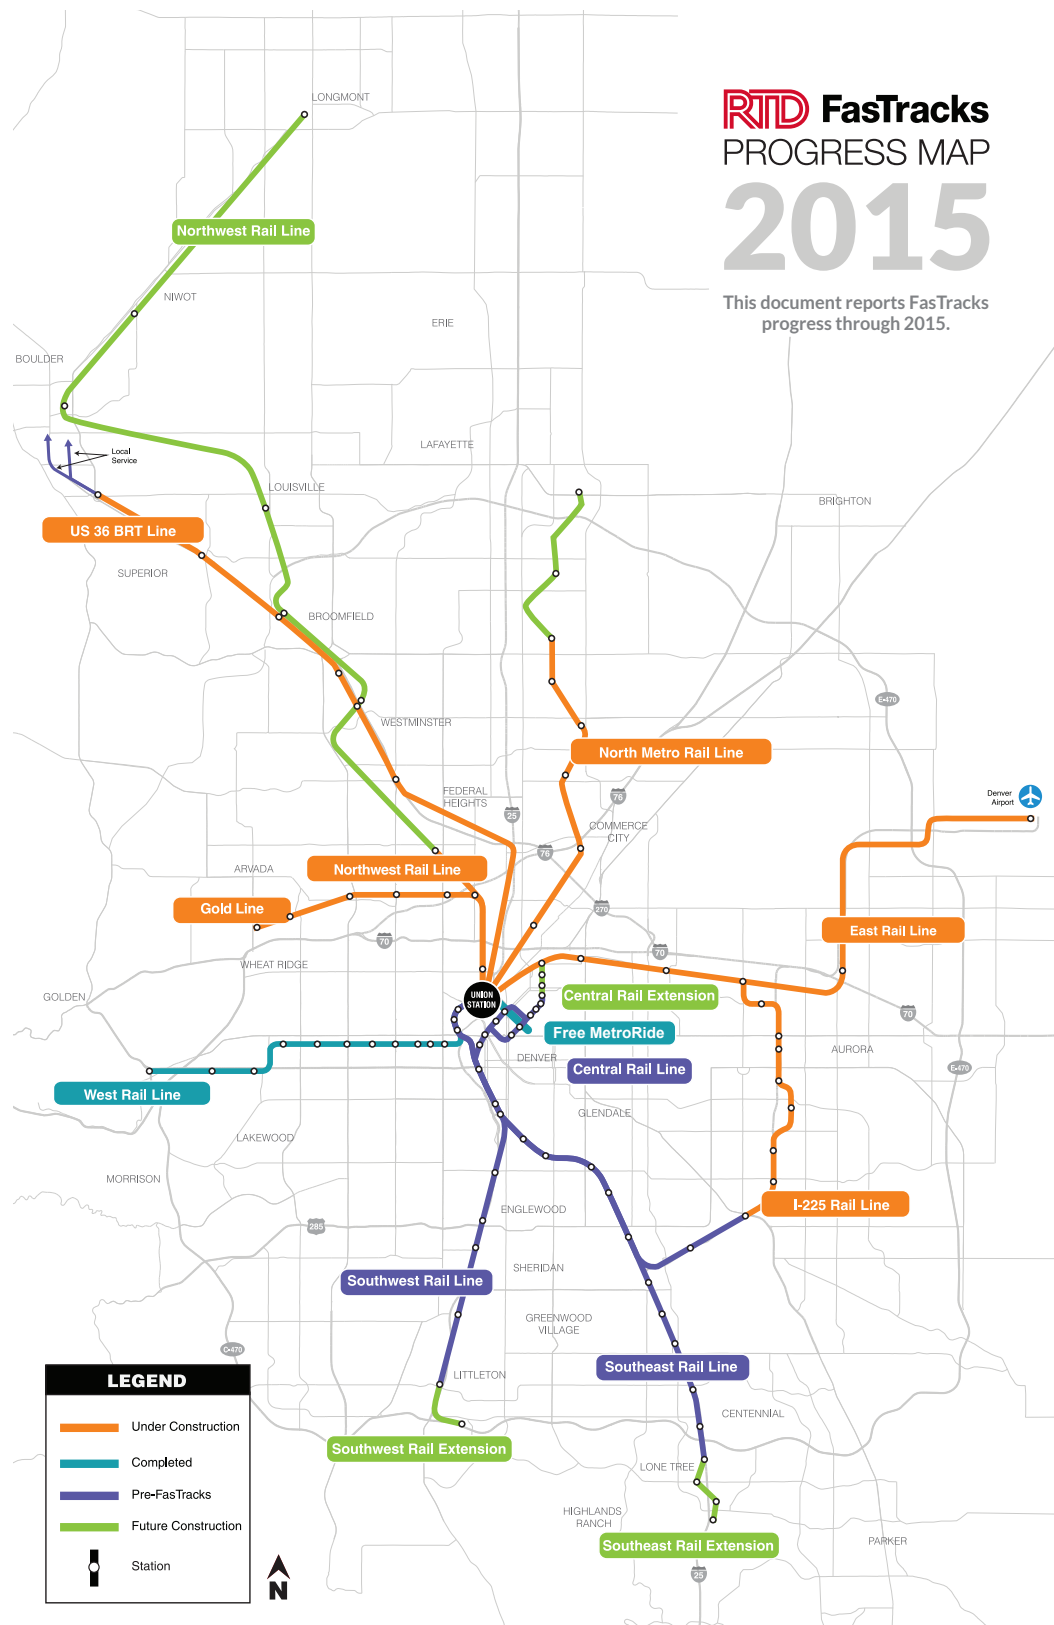 RTD FasTracks
PROGRESS MAP
2015
This document reports FasTracks
progress through 2015.
LONGMONT
Northwest Rail Line
NIWOT
ERIE
BOULDER
LAFAYETTE
Local
Service
LOUISVILLE
BRIGHTON
US 36 BRT Line
SUPERIOR
BROOMFIELD
E-470
WESTMINSTER
North Metro Rail Line
FEDERAL
HEIGHTS
76
25
Denver
Airport
COMMERCE
CITY
76
ARVADA
Northwest Rail Line
Gold Line
270
East Rail Line
70
70
WHEAT RIDGE
GOLDEN
UNION
STATION
Central Rail Extension
70
Free MetroRide
DENVER
AURORA
Central Rail Line
E-470
West Rail Line
GLENDALE
LAKEWOOD
MORRISON
I-225 Rail Line
ENGLEWOOD
285
SHERIDAN
Southwest Rail Line
GREENWOOD
VILLAGE
C-470
Southeast Rail Line
LITTLETON
CENTENNIAL
Southwest Rail Extension
LONE TREE
HIGHLANDS
RANCH
Southeast Rail Extension
PARKER
25
LEGEND
Under Construction
Completed
Pre-FasTracks
Future Construction
Station
N